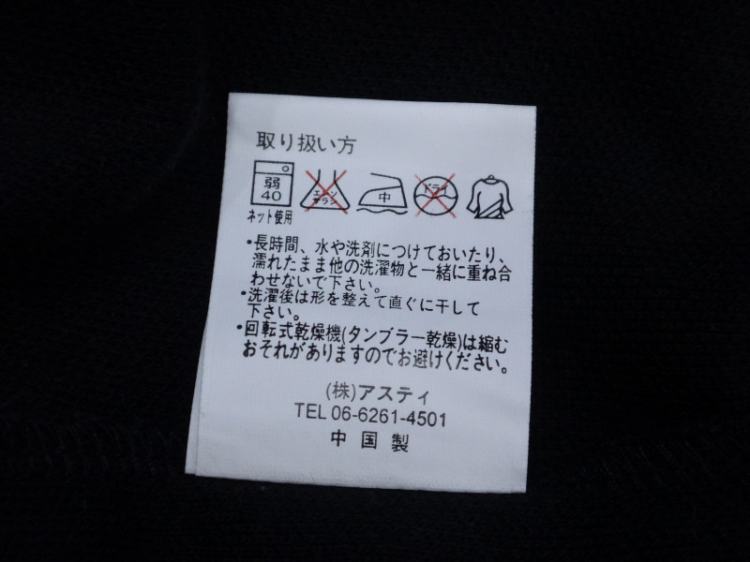 取り扱い方
弱
40
エンソ
サラシ
中
ドライ
ネット使用
・長時間、水や洗剤につけておいたり、
濡れたまま他の洗濯物と一緒に重ね合
わせないで下さい。
・洗濯後は形を整えて直ぐに干して
下さい。
・回転式乾燥機(タンブラー乾燥)は縮む
おそれがありますのでお避けください。
(株)アスティ
TEL 06-6261-4501
中国製